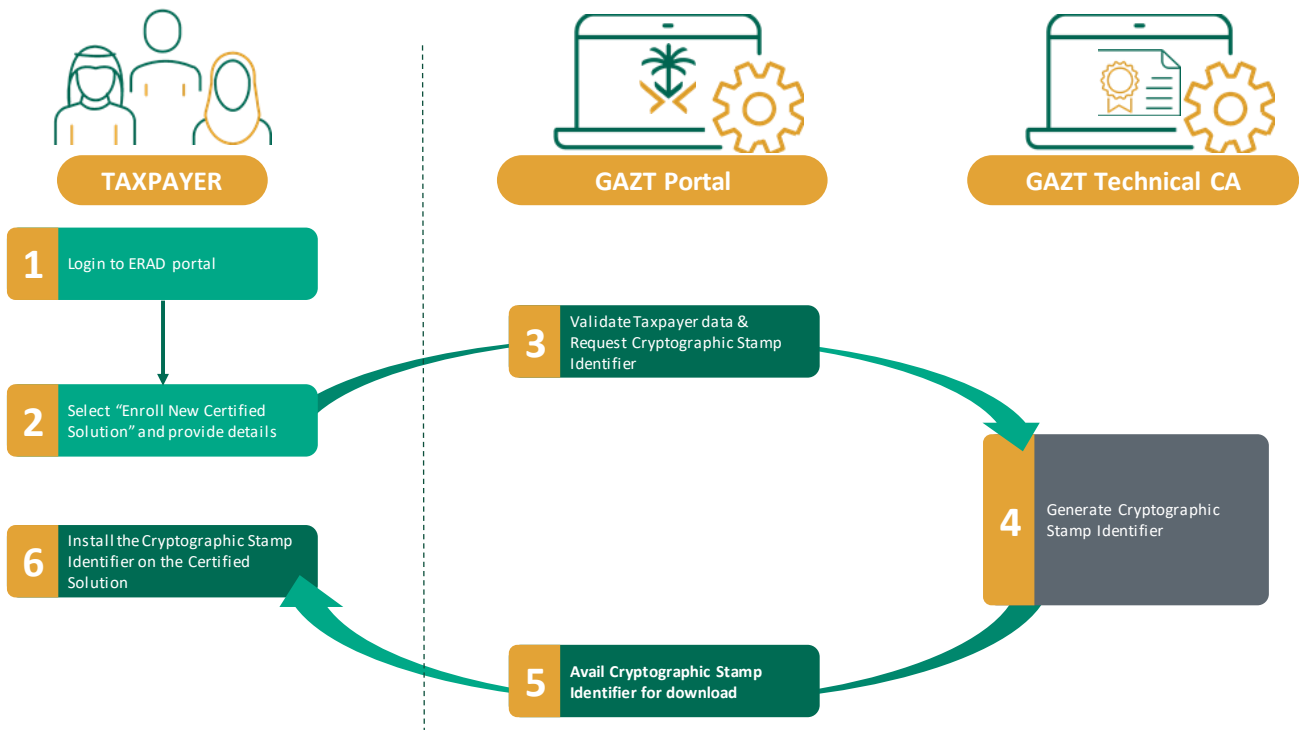 TAXPAYER
GAZT Portal
GAZT Technical CA
1
Login to ERAD portal
2
Select “Enroll New Certified
Solution” and provide details
3
Validate Taxpayer data &
Request Cryptographic Stamp
Identifier
4
Generate Cryptographic
Stamp Identifier
5
Avail Cryptographic Stamp
Identifier for download
6
Install the Cryptographic Stamp
Identifier on the Certified
Solution